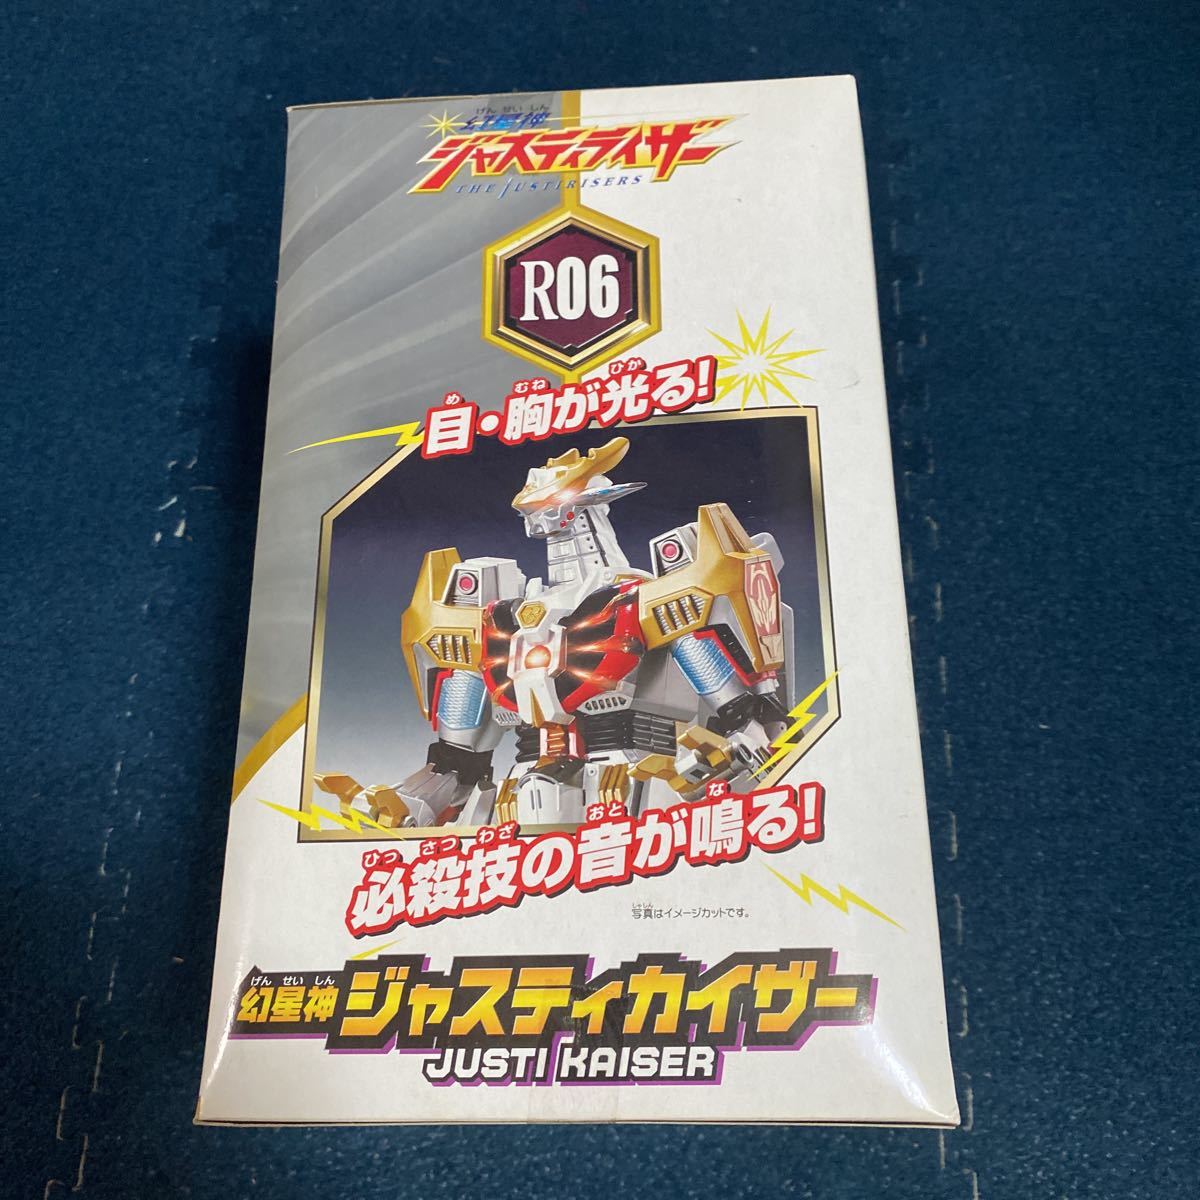 げんせいしん
幻星神
ジャスティライザー
THE JUSTIRISERS
R06
め むね ひか
目・胸が光る!
ひっ さつ わざ おと な
必殺技の音が鳴る!
しゃしん
写真はイメージカットです。
げん せい しん
幻星神 ジャスティカイザー
JUSTI KAISER